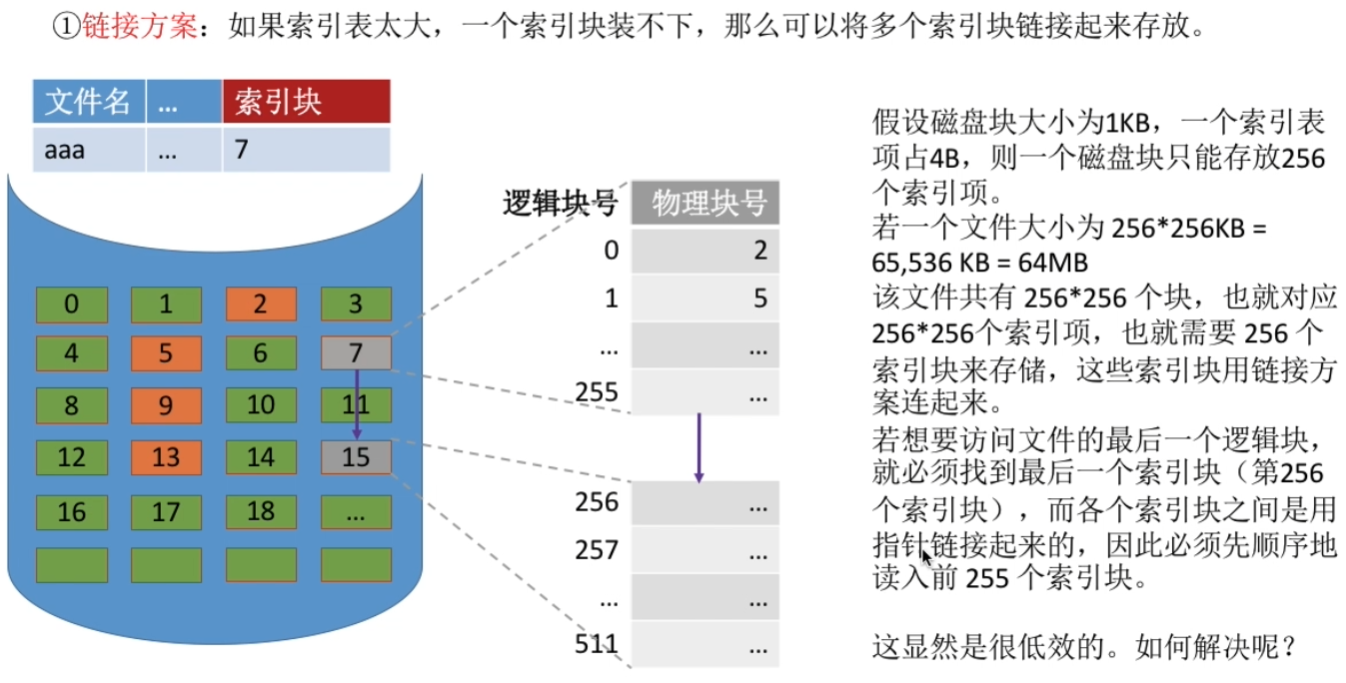 ①链接方案：如果索引表太大，一个索引块装不下，那么可以将多个索引块链接起来存放。
文件名 ... 索引块
aaa ... 7
0 1 2 3
4 5 6 7
8 9 10 11
12 13 14 15
16 17 18 ...
逻辑块号 物理块号
0 2
1 5
... ...
255 ...
256 ...
257 ...
... ...
511 ...
假设磁盘块大小为1KB，一个索引表
项占4B，则一个磁盘块只能存放256
个索引项。
若一个文件大小为 256*256KB =
65,536 KB = 64MB
该文件共有 256*256 个块，也就对应
256*256个索引项，也就需要 256 个
索引块来存储，这些索引块用链接方
案连起来。
若想要访问文件的最后一个逻辑块，
就必须找到最后一个索引块（第256
个索引块），而各个索引块之间是用
指针链接起来的，因此必须先顺序地
读入前 255 个索引块。
这显然是很低效的。如何解决呢？